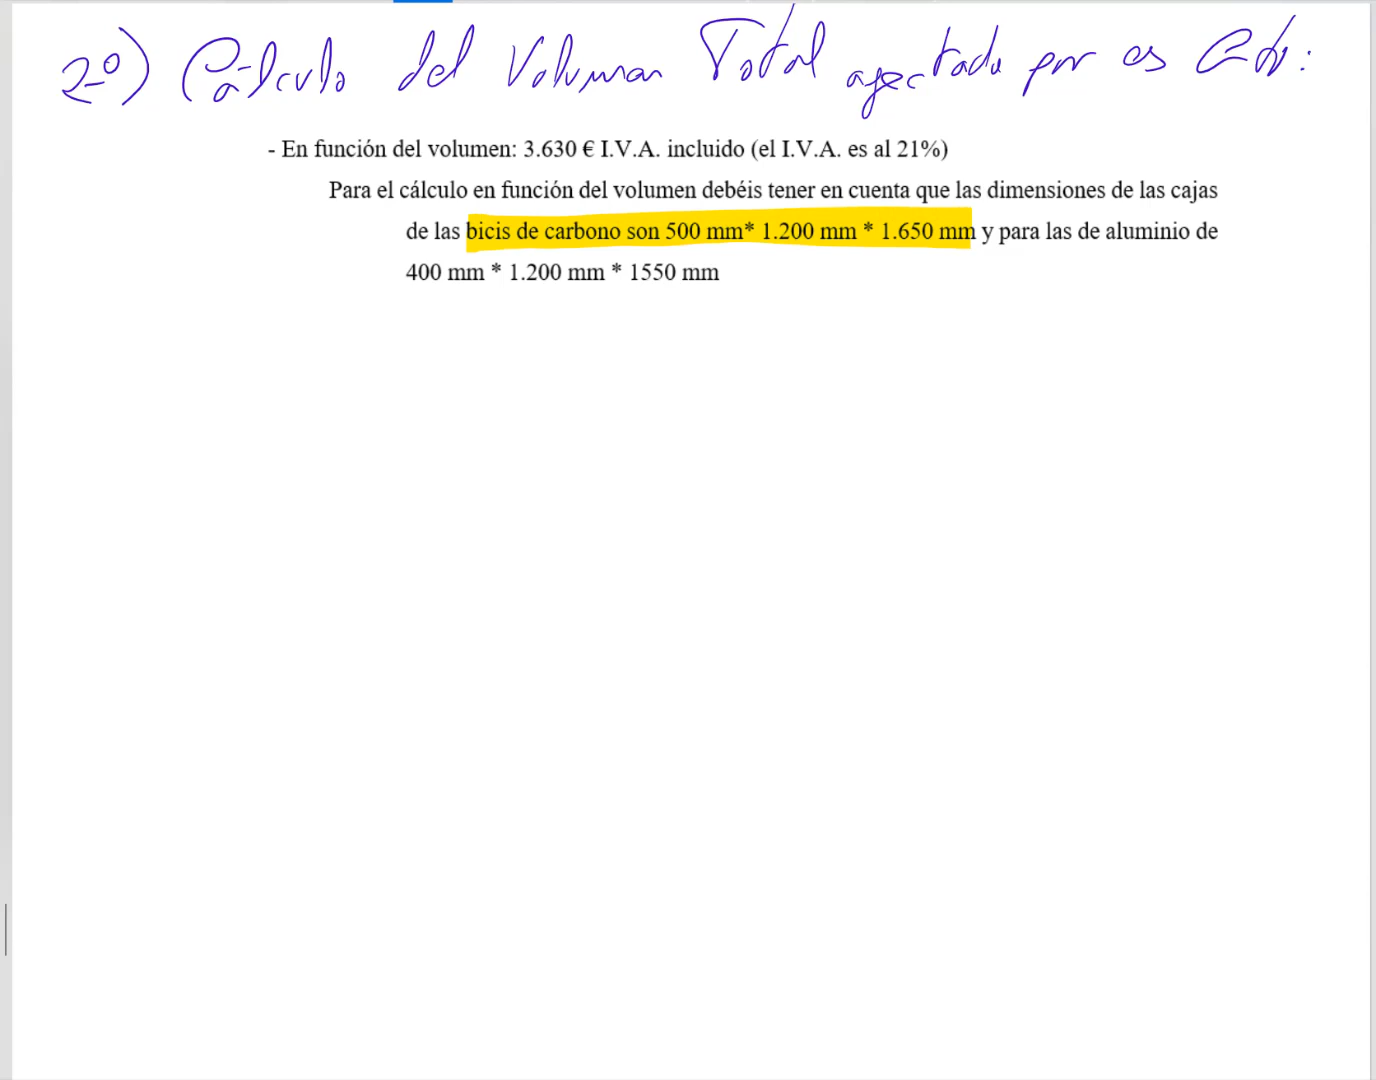 2º) Cálculo del Volumen Total afectado por es Cto:
- En función del volumen: 3.630 € I.V.A. incluido (el I.V.A. es al 21%)
Para el cálculo en función del volumen debéis tener en cuenta que las dimensiones de las cajas
de las bicis de carbono son 500 mm* 1.200 mm * 1.650 mm y para las de aluminio de
400 mm * 1.200 mm * 1550 mm